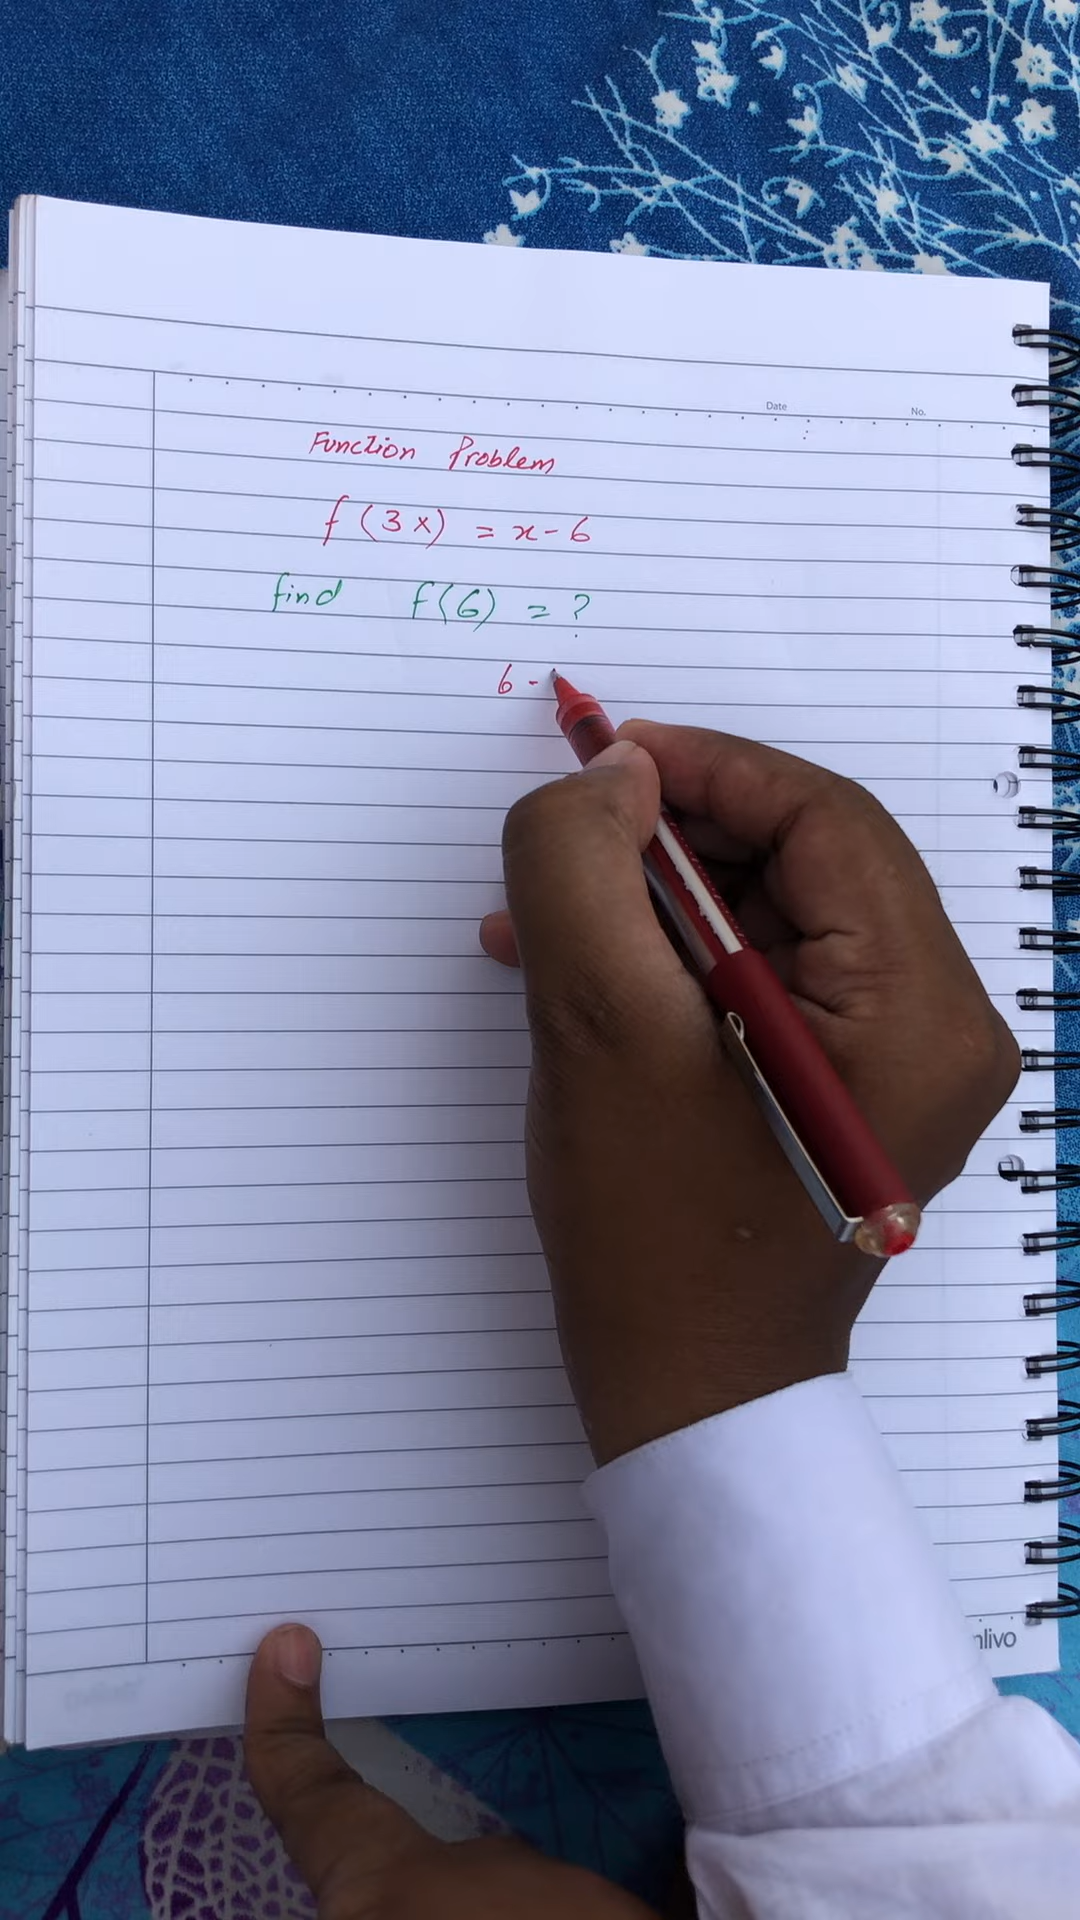 Date No.
Function Problem
f(3x) = x-6
find f(6) = ?
6 -
nlivo